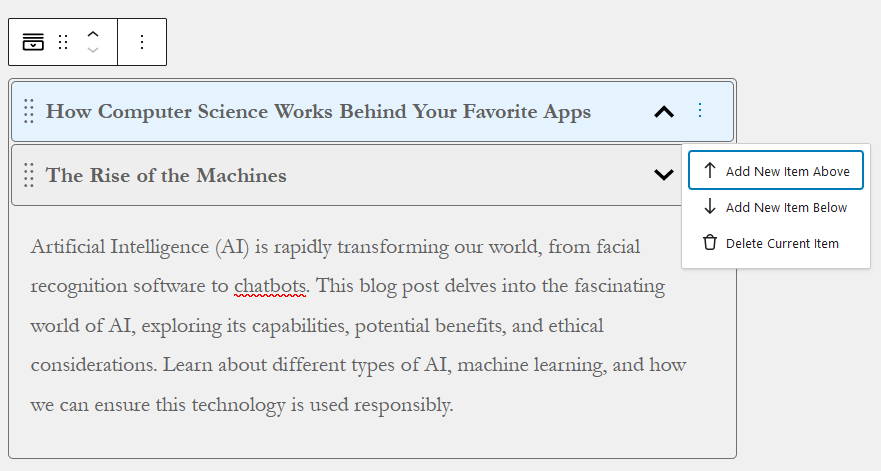 How Computer Science Works Behind Your Favorite Apps
The Rise of the Machines
Add New Item Above
Add New Item Below
Delete Current Item
Artificial Intelligence (AI) is rapidly transforming our world, from facial
recognition software to chatbots. This blog post delves into the fascinating
world of AI, exploring its capabilities, potential benefits, and ethical
considerations. Learn about different types of AI, machine learning, and how
we can ensure this technology is used responsibly.